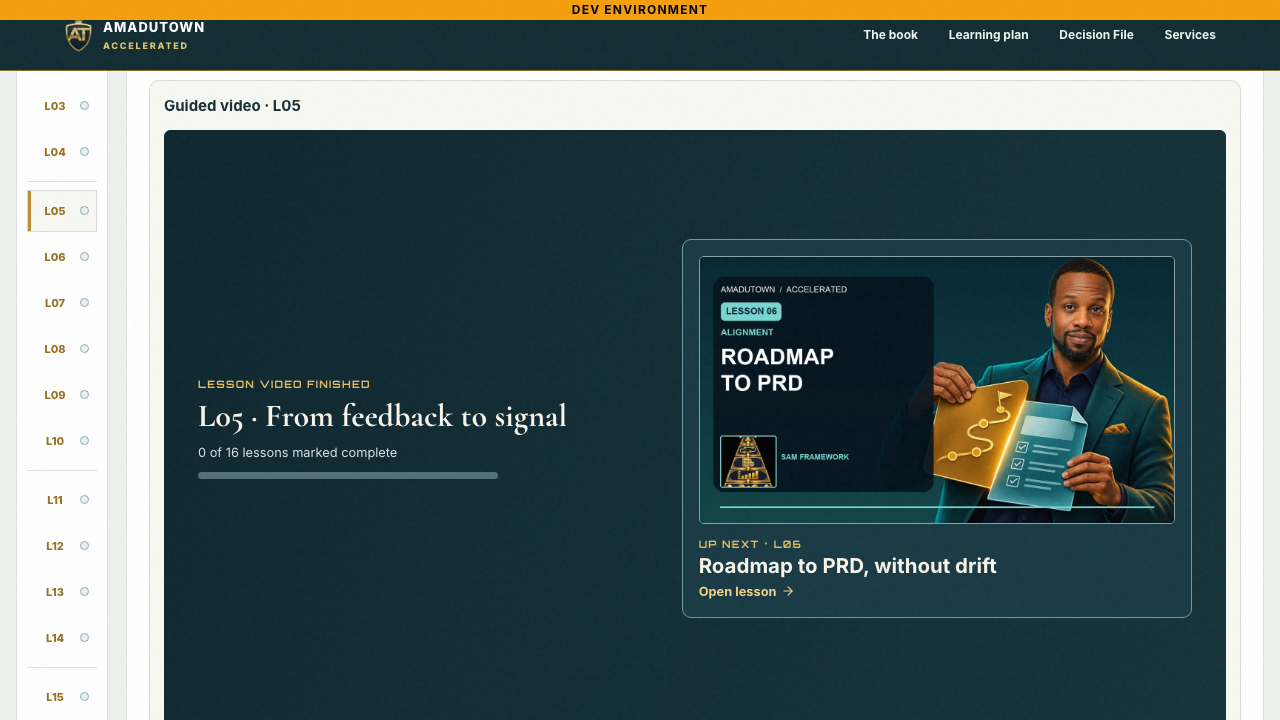 DEV ENVIRONMENT
AT
AMADUTOWN
ACCELERATED
The book
Learning plan
Decision File
Services
L03
L04
L05
L06
L07
L08
L09
L10
L11
L12
L13
L14
L15
Guided video · L05
LESSON VIDEO FINISHED
L05 · From feedback to signal
0 of 16 lessons marked complete
AMADUTOWN / ACCELERATED
LESSON 06
ALIGNMENT
ROADMAP
TO PRD
SAM FRAMEWORK
UP NEXT · L06
Roadmap to PRD, without drift
Open lesson →